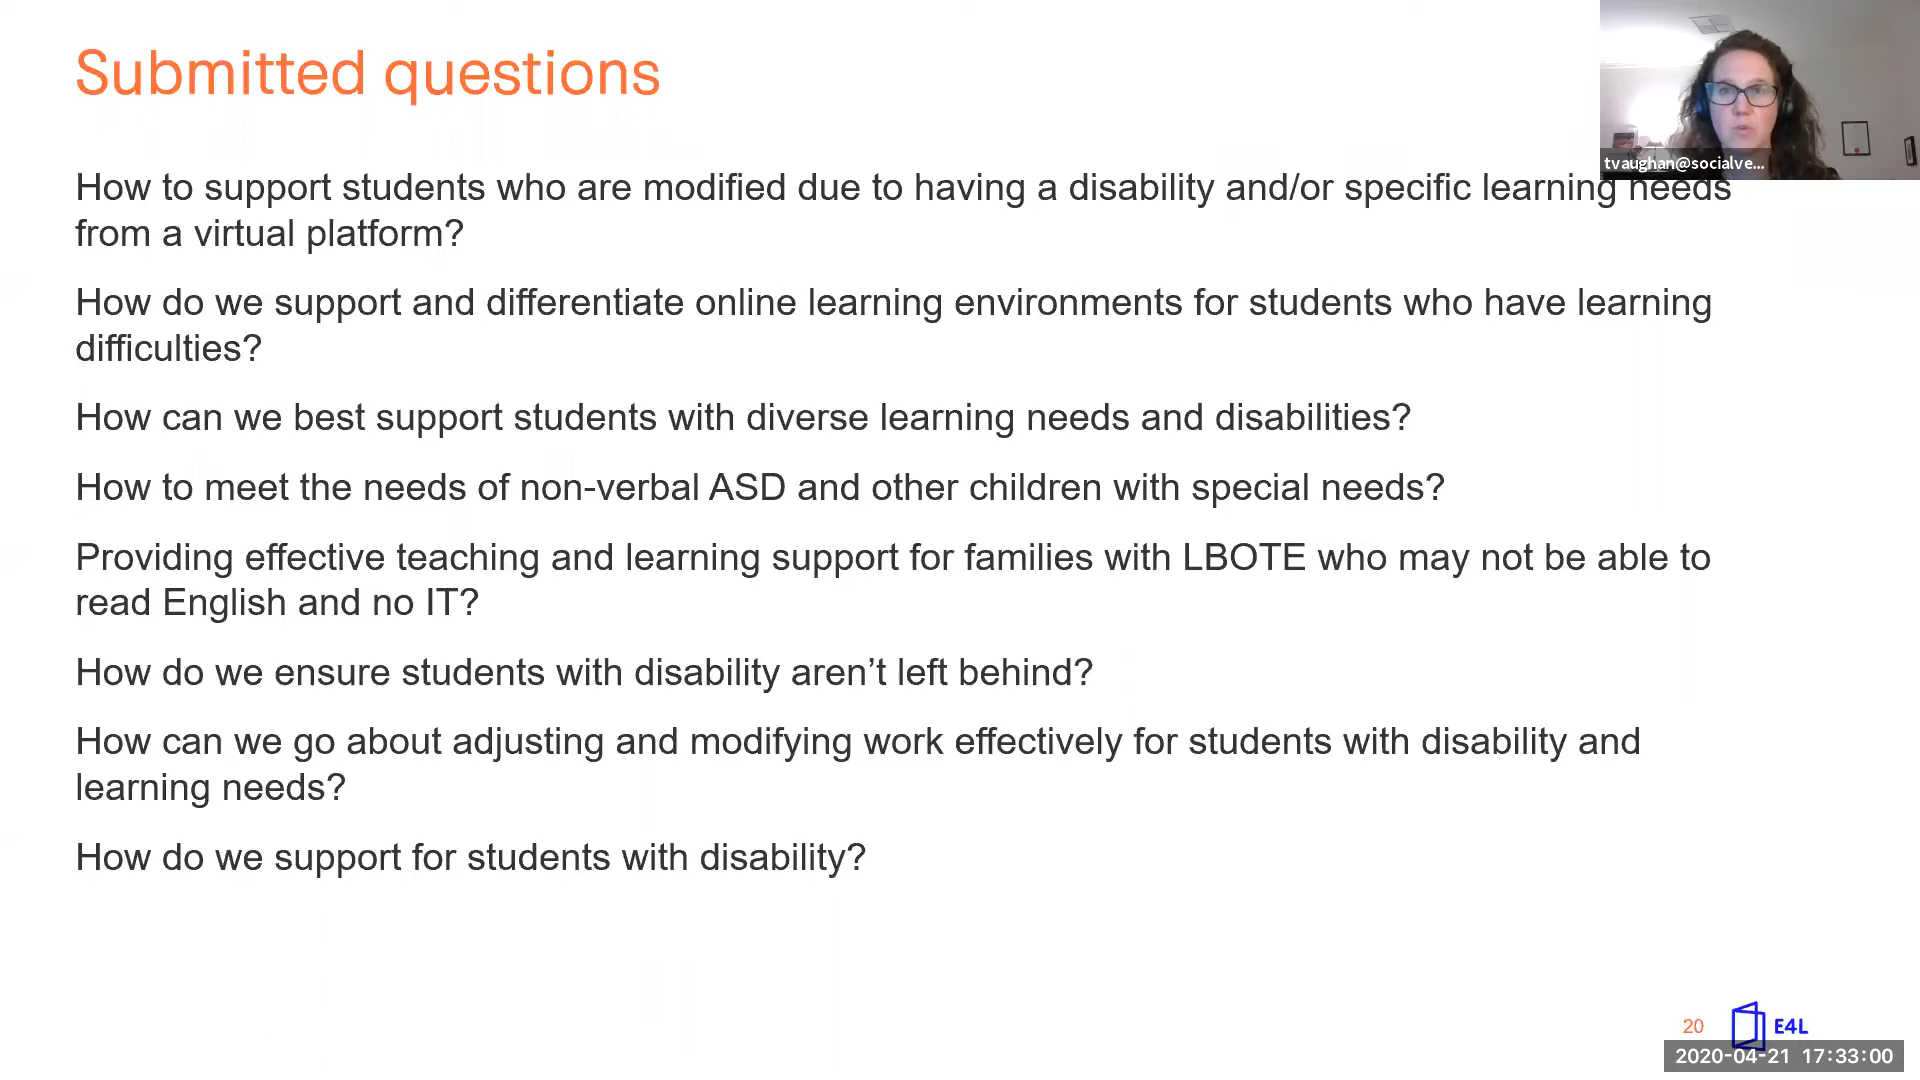 Submitted questions
tvaughan@socialve...
How to support students who are modified due to having a disability and/or specific learning needs
from a virtual platform?
How do we support and differentiate online learning environments for students who have learning
difficulties?
How can we best support students with diverse learning needs and disabilities?
How to meet the needs of non-verbal ASD and other children with special needs?
Providing effective teaching and learning support for families with LBOTE who may not be able to
read English and no IT?
How do we ensure students with disability aren’t left behind?
How can we go about adjusting and modifying work effectively for students with disability and
learning needs?
How do we support for students with disability?
20
E4L
2020-04-21 17:33:00